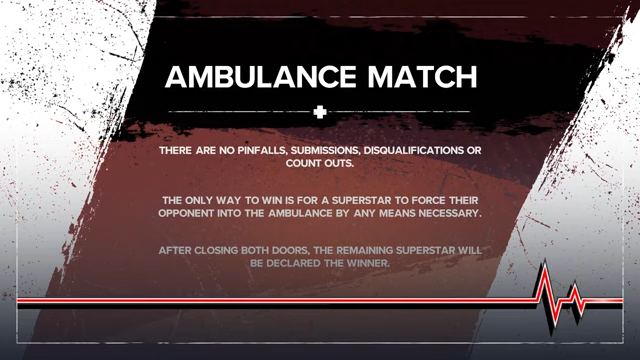 AMBULANCE MATCH
THERE ARE NO PINFALLS, SUBMISSIONS, DISQUALIFICATIONS OR
COUNT OUTS.
THE ONLY WAY TO WIN IS FOR A SUPERSTAR TO FORCE THEIR
OPPONENT INTO THE AMBULANCE BY ANY MEANS NECESSARY.
AFTER CLOSING BOTH DOORS, THE REMAINING SUPERSTAR WILL
BE DECLARED THE WINNER.